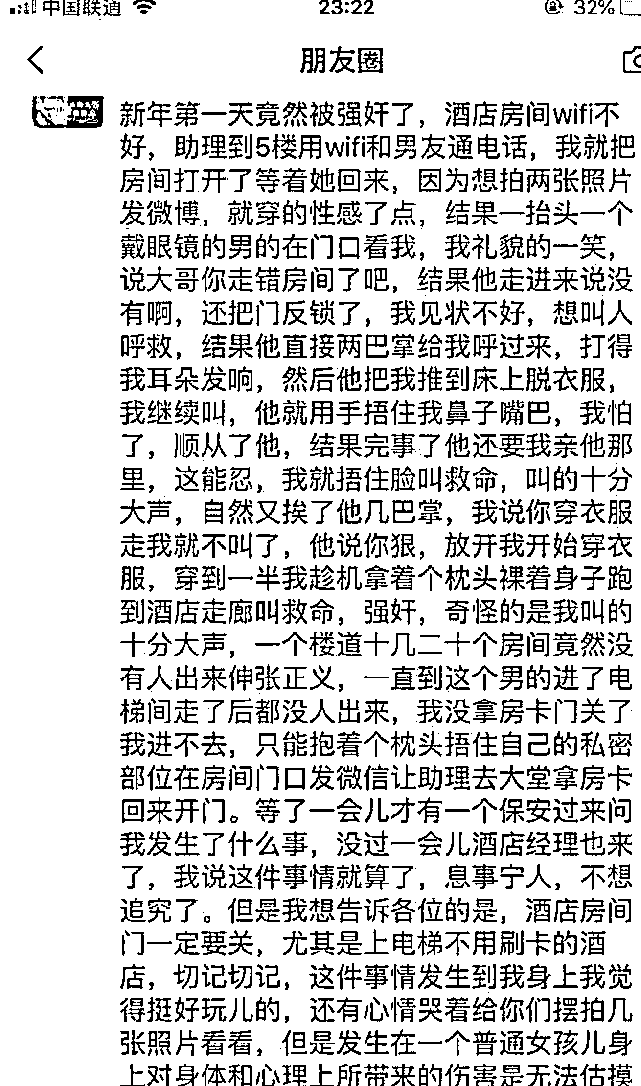 中国联通 23:22 32%
朋友圈
新年第一天竟然被强奸了，酒店房间wifi不
好，助理到5楼用wifi和男友通电话，我就把
房间打开了等着她回来，因为想拍两张照片
发微博，就穿的性感了点，结果一抬头一个
戴眼镜的男的在门口看我，我礼貌的一笑，
说大哥你走错房间了吧，结果他走进来说没
有啊，还把门反锁了，我见状不好，想叫人
呼救，结果他直接两巴掌给我呼过来，打得
我耳朵发响，然后他把我推到床上脱衣服，
我继续叫，他就用手捂住我鼻子嘴巴，我怕
了，顺从了他，结果完事了他还要我亲他那
里，这能忍，我就捂住脸叫救命，叫的十分
大声，自然又挨了他几巴掌，我说你穿衣服
走我就不叫了，他说你狠，放开我开始穿衣
服，穿到一半我趁机拿着个枕头裸着身子跑
到酒店走廊叫救命，强奸，奇怪的是我叫的
十分大声，一个楼道十几二十个房间竟然没
有人出来伸张正义，一直到这个男的进了电
梯间走了后都没人出来，我没拿房卡门关了
我进不去，只能抱着个枕头捂住自己的私密
部位在房间门口发微信让助理去大堂拿房卡
回来开门。等了一会儿才有一个保安过来问
我发生了什么事，没过一会儿酒店经理也来
了，我说这件事情就算了，息事宁人，不想
追究了。但是我想告诉各位的是，酒店房间
门一定要关，尤其是上电梯不用刷卡的酒
店，切记切记，这件事情发生到我身上我觉
得挺好玩儿的，还有心情哭着给你们摆拍几
张照片看看，但是发生在一个普通女孩儿身
上对身体和心理上所带来的伤害是无法估摸